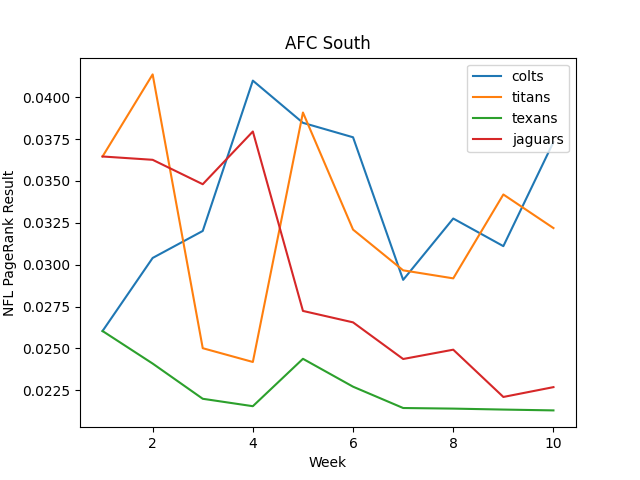 AFC South
NFL PageRank Result
0.0400
0.0375
0.0350
0.0325
0.0300
0.0275
0.0250
0.0225
colts
titans
texans
jaguars
2
4
6
8
10
Week